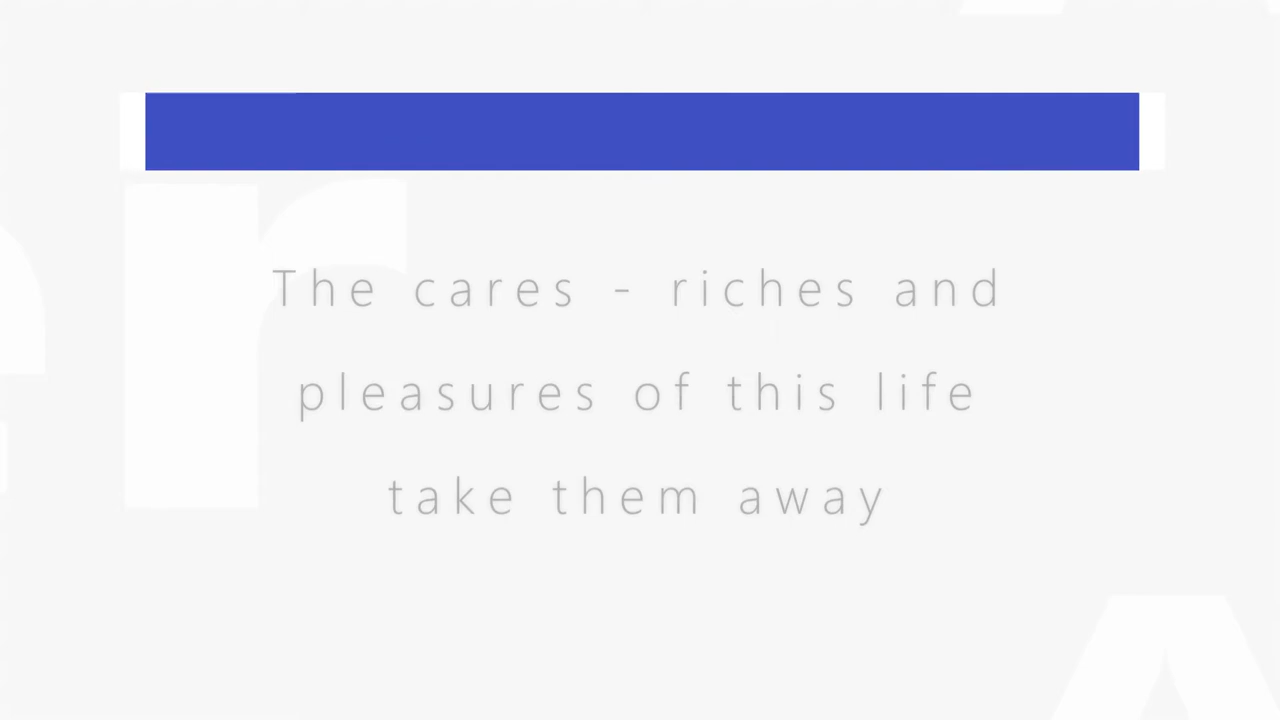 The cares - riches and
pleasures of this life
take them away